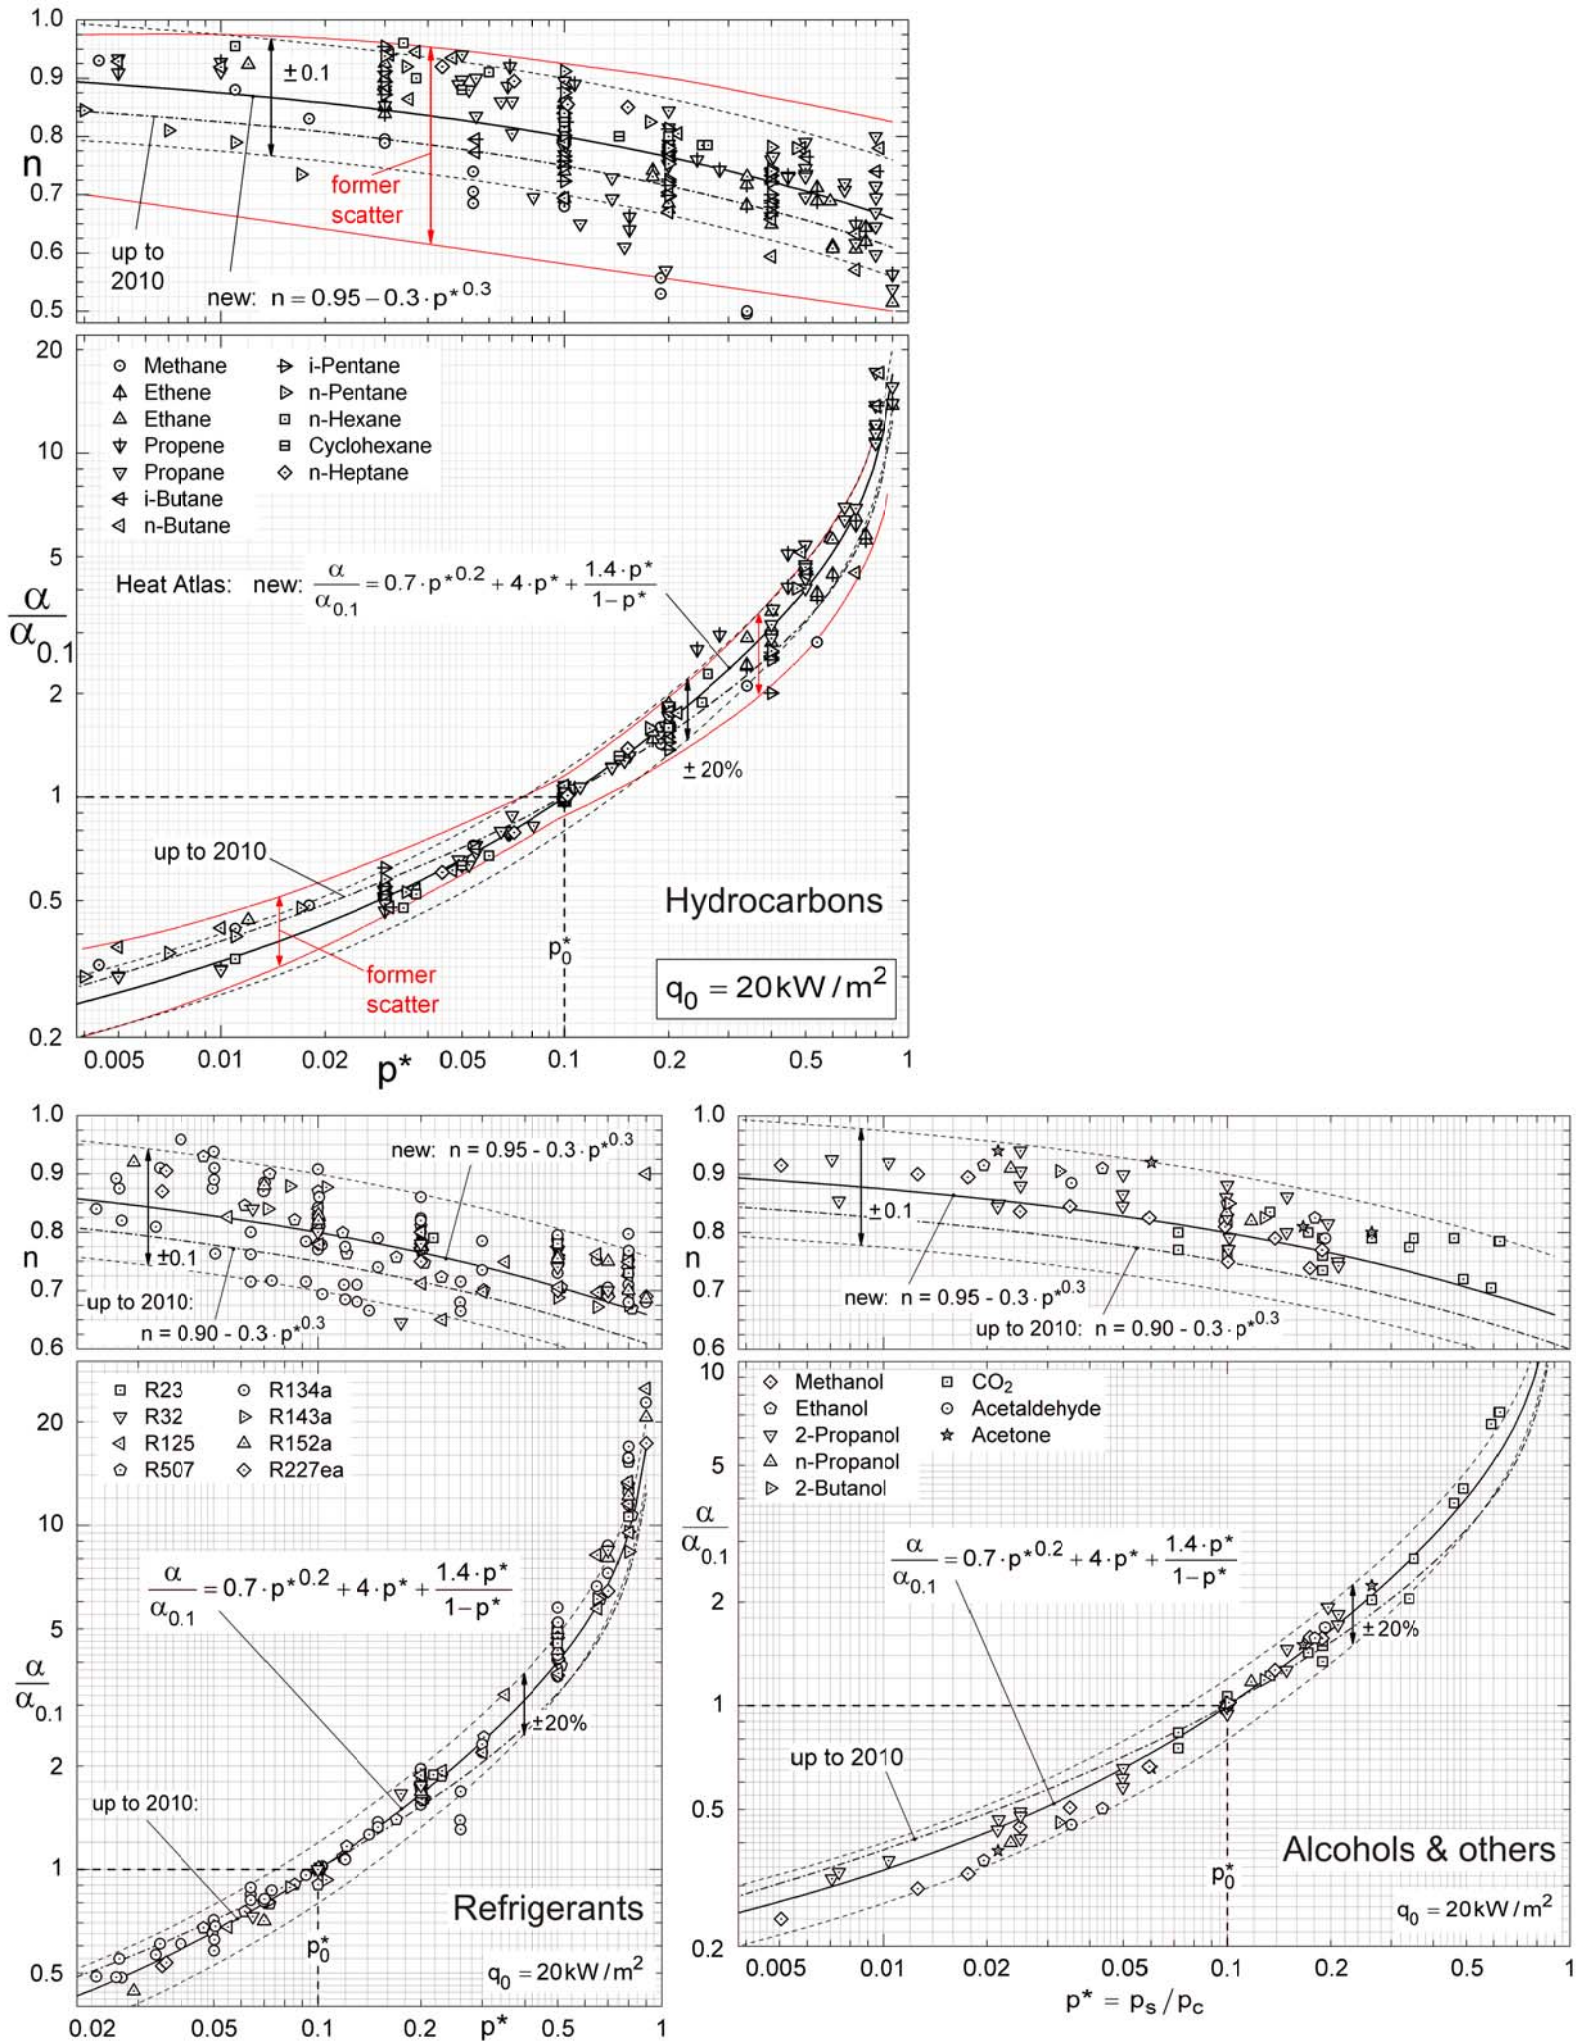 1.0
0.9
0.8
n
0.7
0.6
0.5
± 0.1
former
scatter
up to
2010
new: n = 0.95 – 0.3 · p*^0.3
20
10
5
2
1
0.5
0.2
α/α0.1
Methane
Ethene
Ethane
Propene
Propane
i-Butane
n-Butane
i-Pentane
n-Pentane
n-Hexane
Cyclohexane
n-Heptane
Heat Atlas: new: α/α0.1 = 0.7 · p*^0.2 + 4 · p* + 1.4 · p*/1 – p*
± 20%
up to 2010
Hydrocarbons
p*0
former
scatter
q0 = 20 kW / m²
0.005 0.01 0.02 0.05 0.1 0.2 0.5 1
p*
1.0
0.9
0.8
n
0.7
0.6
new: n = 0.95 - 0.3 · p*^0.3
±0.1
up to 2010:
n = 0.90 - 0.3 · p*^0.3
R23
R32
R125
R507
R134a
R143a
R152a
R227ea
20
10
5
2
1
0.5
α/α0.1
α/α0.1 = 0.7 · p*^0.2 + 4 · p* + 1.4 · p*/1 – p*
±20%
up to 2010:
Refrigerants
p*0
q0 = 20 kW / m²
0.02 0.05 0.1 0.2 p* 0.5 1
1.0
0.9
0.8
n
0.7
0.6
± 0.1
new: n = 0.95 - 0.3 · p*^0.3
up to 2010: n = 0.90 - 0.3 · p*^0.3
10
5
2
1
0.5
0.2
α/α0.1
Methanol
Ethanol
2-Propanol
n-Propanol
2-Butanol
CO2
Acetaldehyde
Acetone
α/α0.1 = 0.7 · p*^0.2 + 4 · p* + 1.4 · p*/1 – p*
±20%
up to 2010
Alcohols & others
p*0
q0 = 20 kW / m²
0.005 0.01 0.02 0.05 0.1 0.2 0.5 1
p* = ps / pc